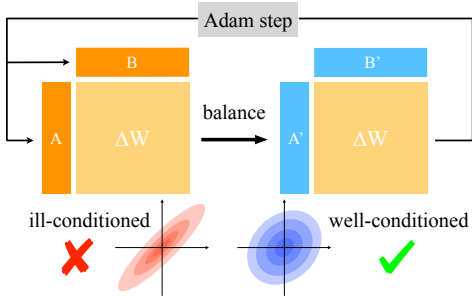 Adam step
B
B'
A
ΔW
balance
A'
ΔW
ill-conditioned
well-conditioned